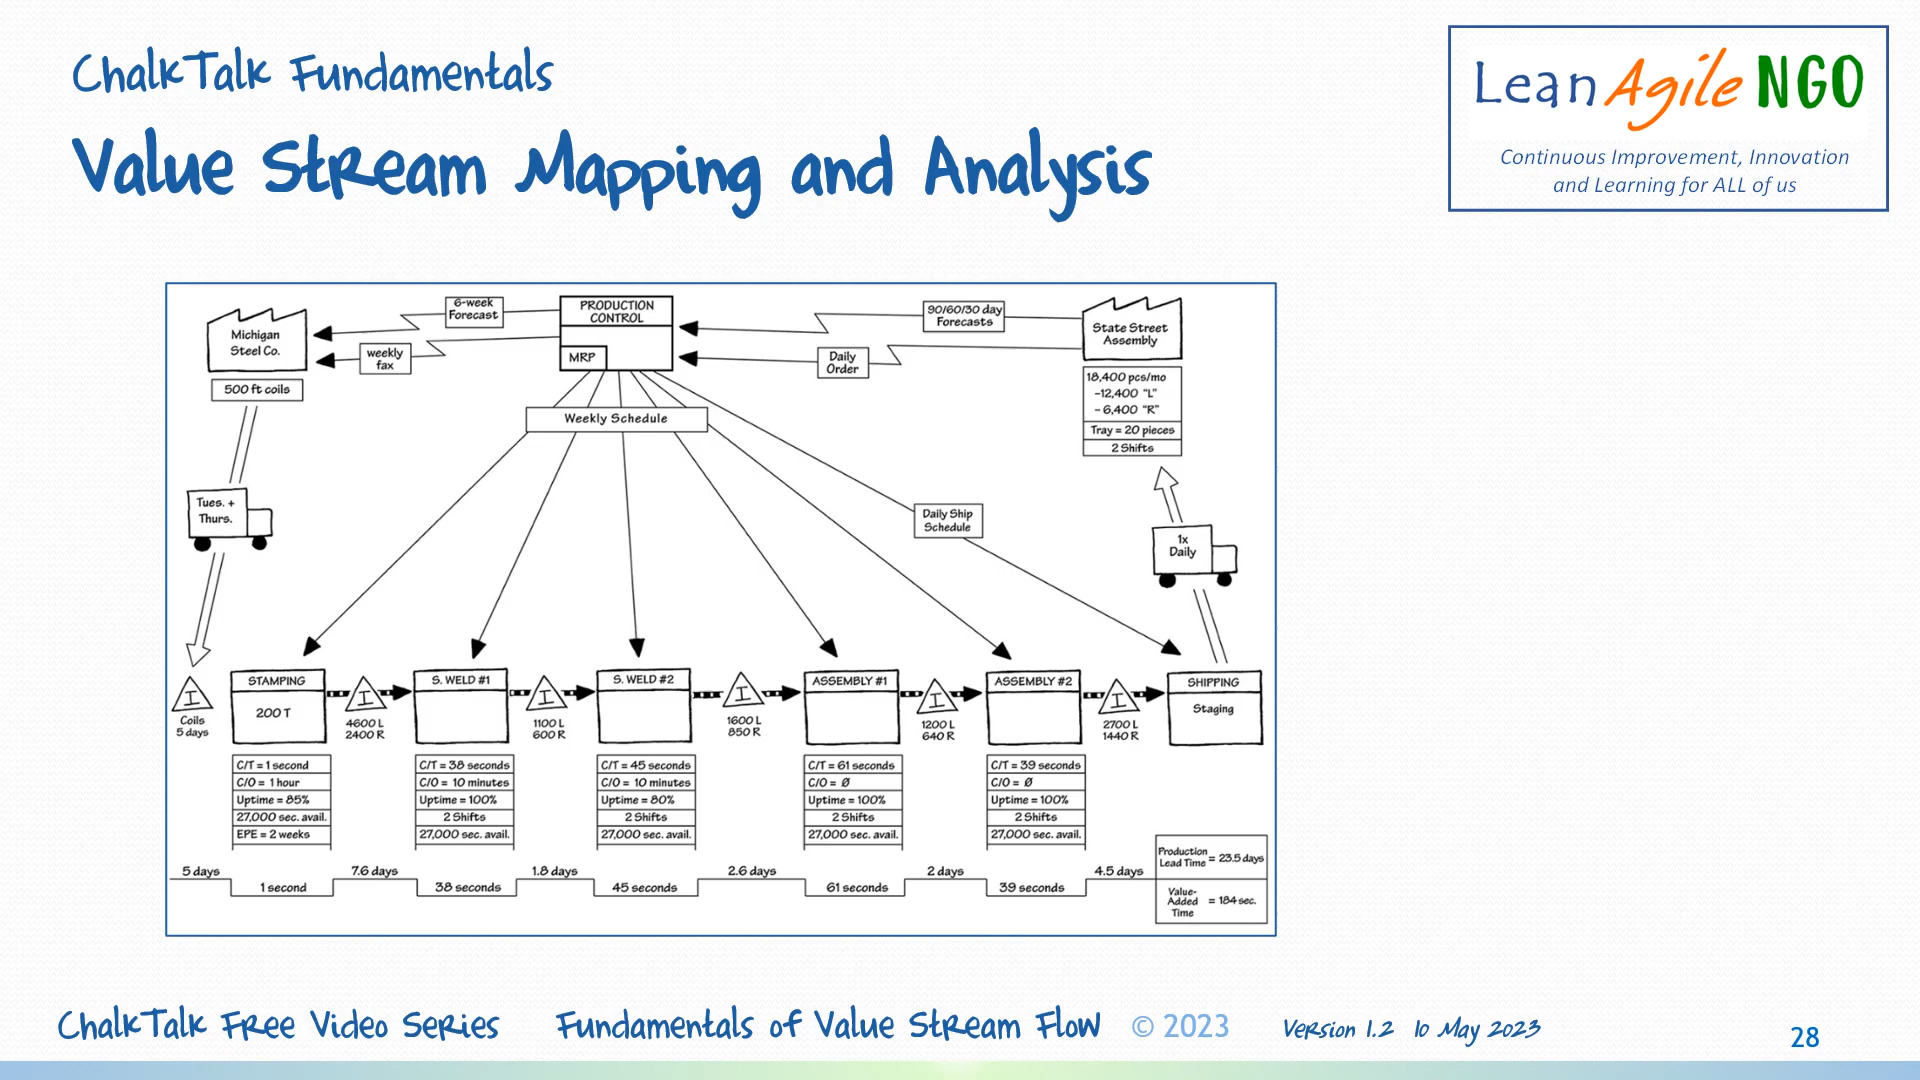 ChalkTalk Fundamentals
Value Stream Mapping and Analysis
Lean Agile NGO
Continuous Improvement, Innovation
and Learning for ALL of us
Michigan
Steel Co.
500 ft coils
6-week
Forecast
weekly
fax
PRODUCTION
CONTROL
MRP
90/60/30 day
Forecasts
Daily
Order
State Street
Assembly
18,400 pcs/mo
-12,400 "L"
- 6,400 "R"
Tray = 20 pieces
2 Shifts
Weekly Schedule
Tues. +
Thurs.
Daily Ship
Schedule
1x
Daily
I
Coils
5 days
STAMPING
200 T
I
4600 L
2400 R
S. WELD #1
I
1100 L
600 R
S. WELD #2
I
1600 L
850 R
ASSEMBLY #1
I
1200 L
640 R
ASSEMBLY #2
I
2700 L
1440 R
SHIPPING
Staging
C/T = 1 second
C/O = 1 hour
Uptime = 85%
27,000 sec. avail.
EPE = 2 weeks
C/T = 38 seconds
C/O = 10 minutes
Uptime = 100%
2 Shifts
27,000 sec. avail.
C/T = 45 seconds
C/O = 10 minutes
Uptime = 80%
2 Shifts
27,000 sec. avail.
C/T = 61 seconds
C/O = Ø
Uptime = 100%
2 Shifts
27,000 sec. avail.
C/T = 39 seconds
C/O = Ø
Uptime = 100%
2 Shifts
27,000 sec. avail.
5 days
1 second
7.6 days
38 seconds
1.8 days
45 seconds
2.6 days
61 seconds
2 days
39 seconds
4.5 days
Production
Lead Time = 23.5 days
Value-
Added = 184 sec.
Time
ChalkTalk Free Video Series Fundamentals of Value Stream Flow © 2023 Version 1.2 10 May 2023
28